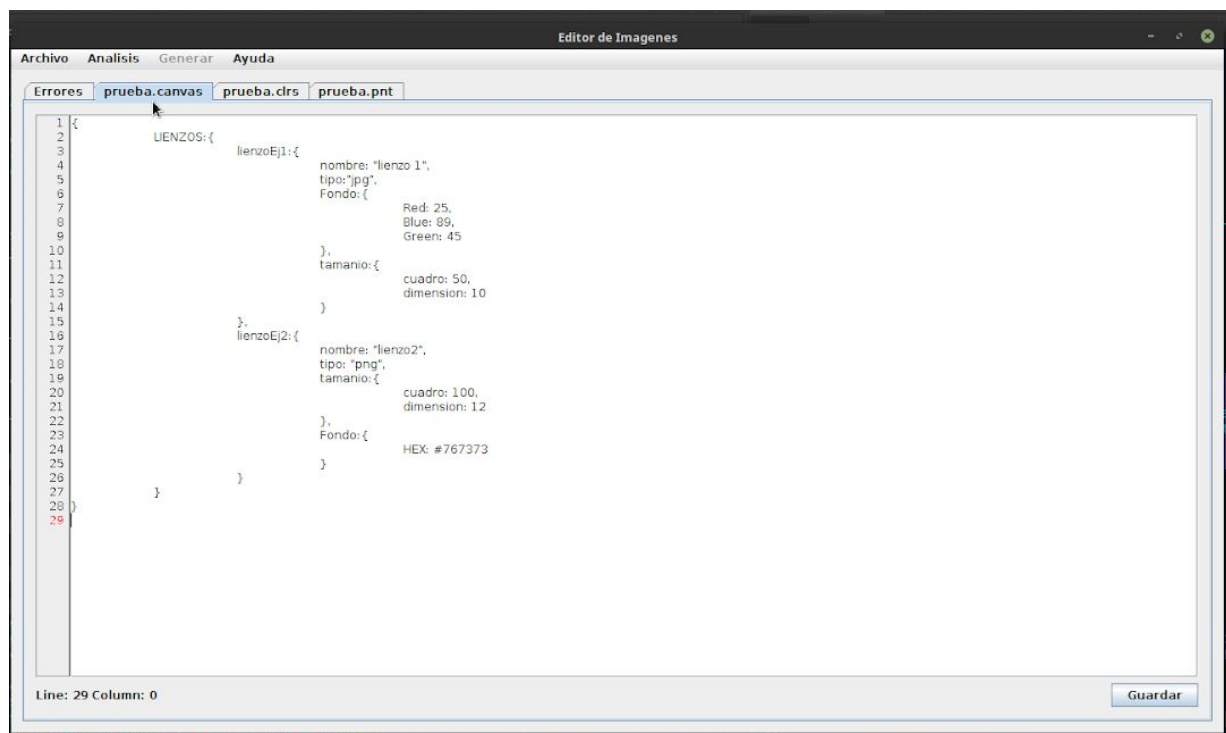 Editor de Imagenes
Archivo Analisis Generar Ayuda
Errores prueba.canvas prueba.clrs prueba.pnt
1 {
2 LIENZOS:{
3 lienzoEj1:{
4 nombre: "lienzo 1",
5 tipo:"jpg",
6 Fondo:{
7 Red: 25,
8 Blue: 89,
9 Green: 45
10 },
11 tamanio:{
12 cuadro: 50,
13 dimension: 10
14 }
15 },
16 lienzoEj2:{
17 nombre: "lienzo2",
18 tipo: "png",
19 tamanio:{
20 cuadro: 100,
21 dimension: 12
22 },
23 Fondo:{
24 HEX: #767373
25 }
26 }
27 }
28 }
29
Line: 29 Column: 0 Guardar